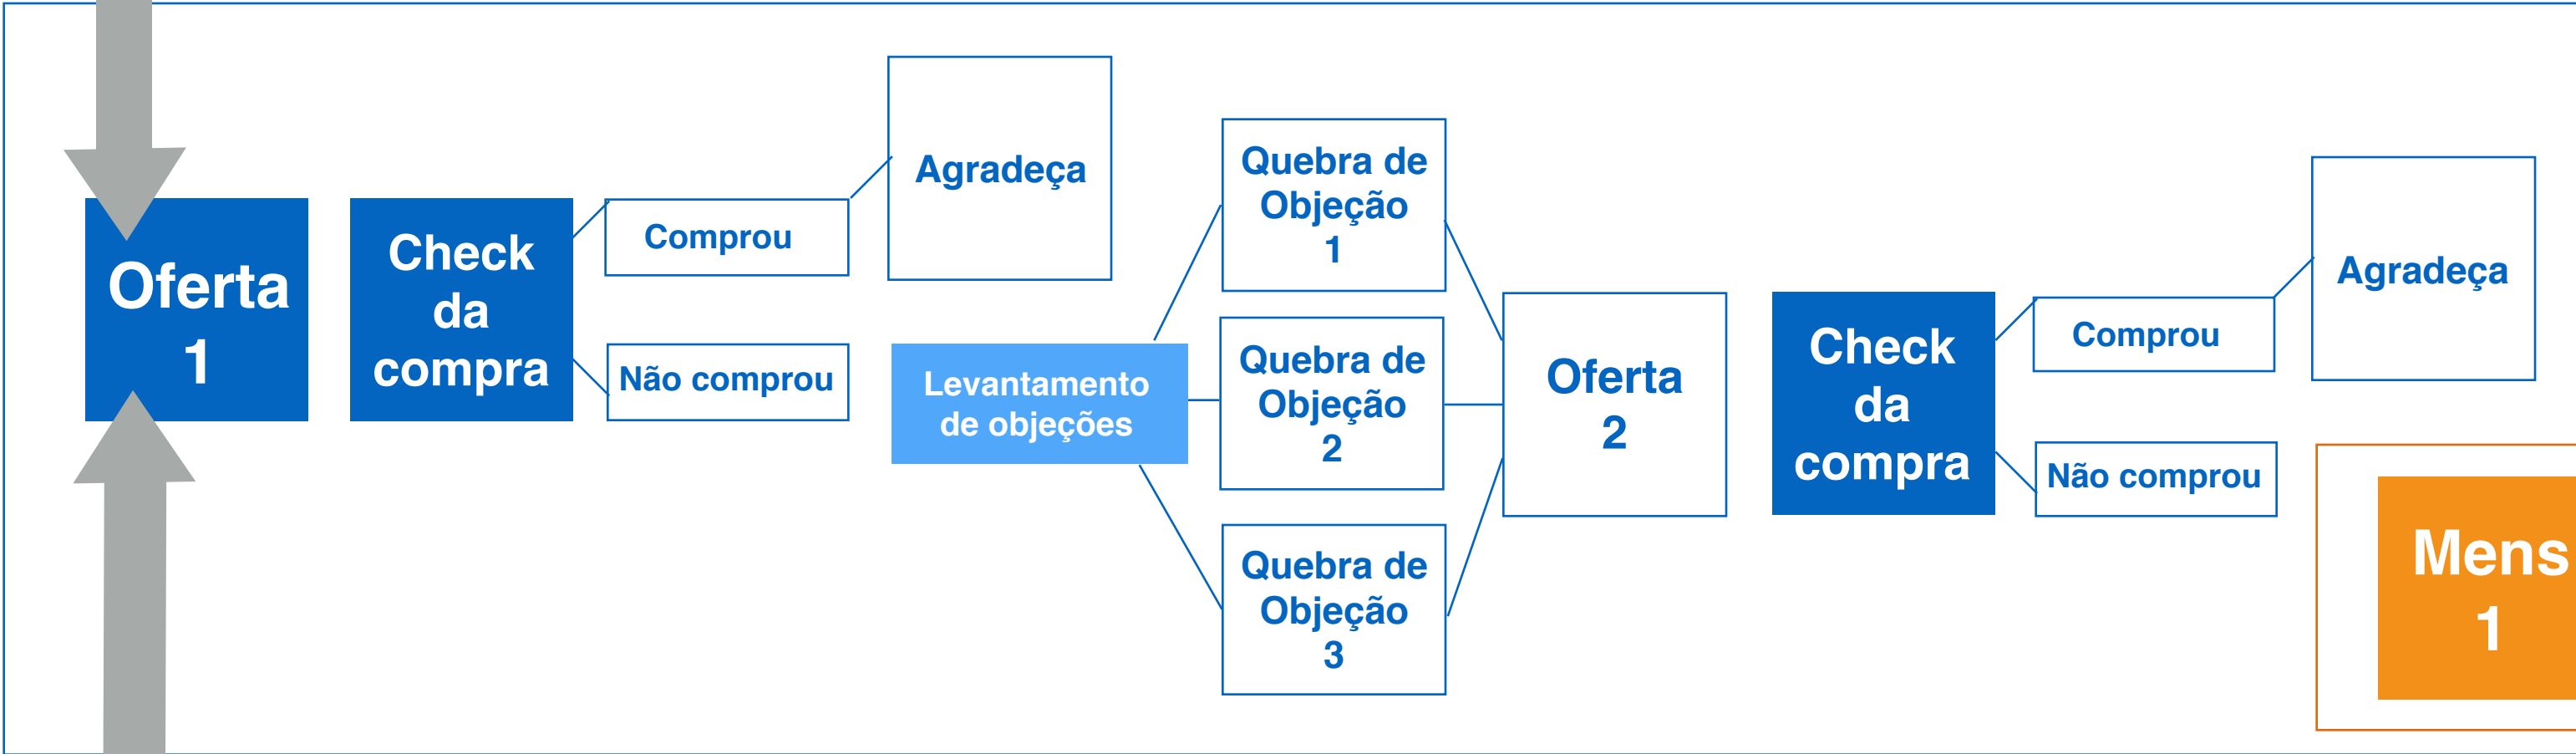 Oferta
1
Check
da
compra
Comprou
Não comprou
Agradeça
Levantamento
de objeções
Quebra de
Objeção
1
Quebra de
Objeção
2
Quebra de
Objeção
3
Oferta
2
Check
da
compra
Comprou
Não comprou
Agradeça
Mens
1